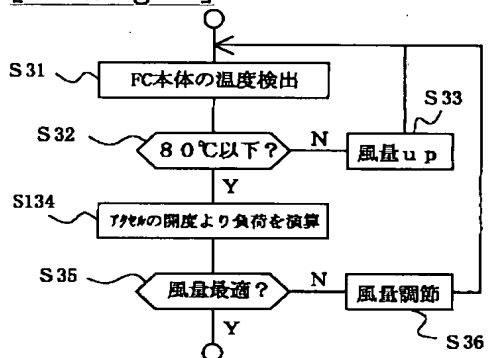 S31
FC本体の温度検出
S33
S32
80℃以下?
N
風量up
Y
S134
アクセルの開度より負荷を演算
S35
風量最適?
N
風量調節
Y
S36